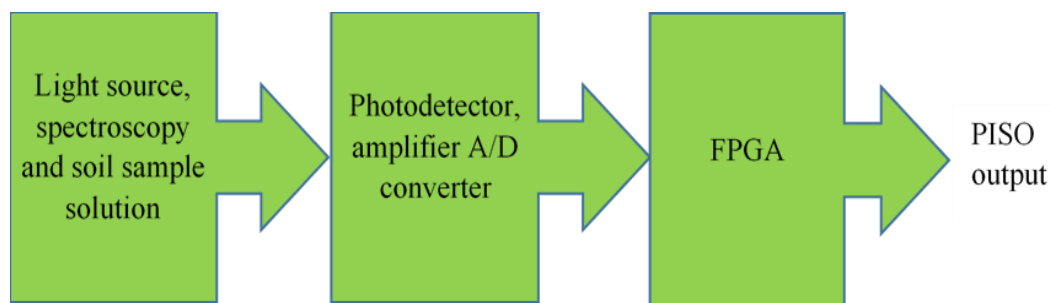 Light source,
spectroscopy
and soil sample
solution
Photodetector,
amplifier A/D
converter
FPGA
PISO
output